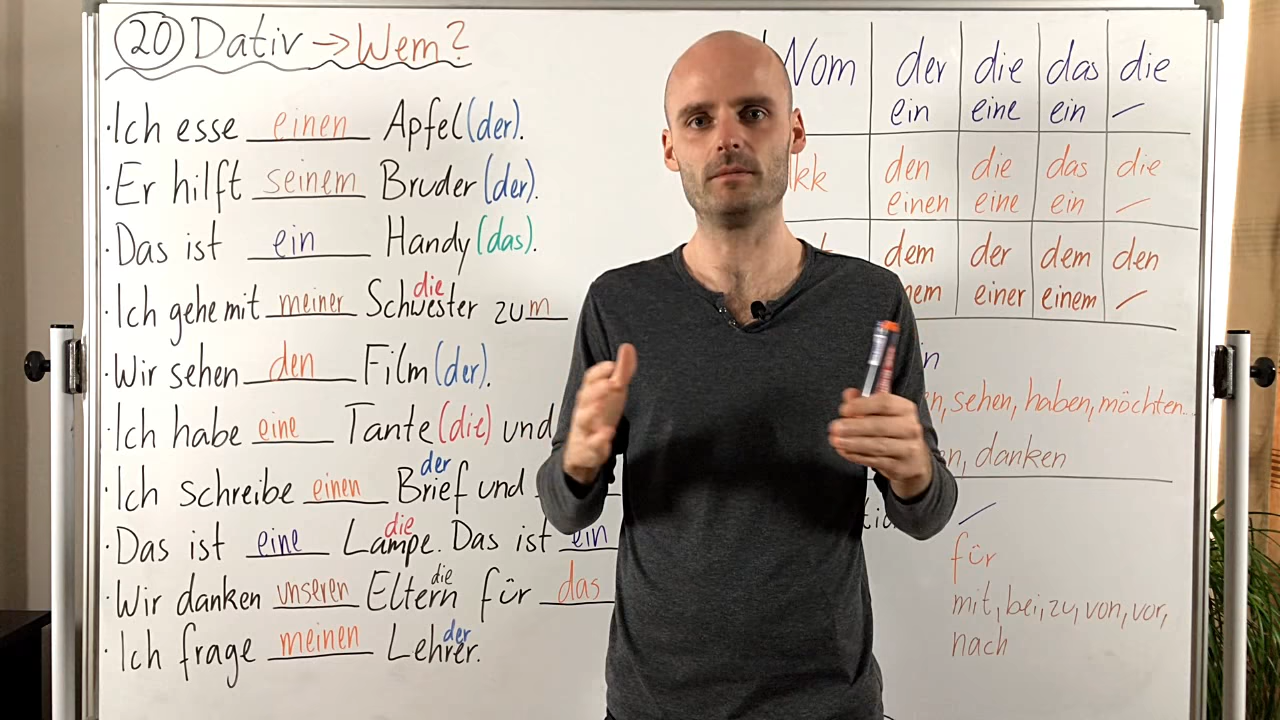 20 Dativ → Wem?
· Ich esse einen Apfel (der).
· Er hilft seinem Bruder (der).
· Das ist ein Handy (das).
die
· Ich gehe mit meiner Schwester zum
· Wir sehen den Film (der).
· Ich habe eine Tante (die) und
der
· Ich schreibe einen Brief und
die
· Das ist eine Lampe. Das ist ein
die
· Wir danken unseren Eltern für das
der
· Ich frage meinen Lehrer.
Nom der die das die
ein eine ein –
kk den die das die
einen eine ein –
dem der dem den
nem einer einem –
in
n, sehen, haben, möchten...
en, danken
für
mit, bei, zu, von, vor,
nach